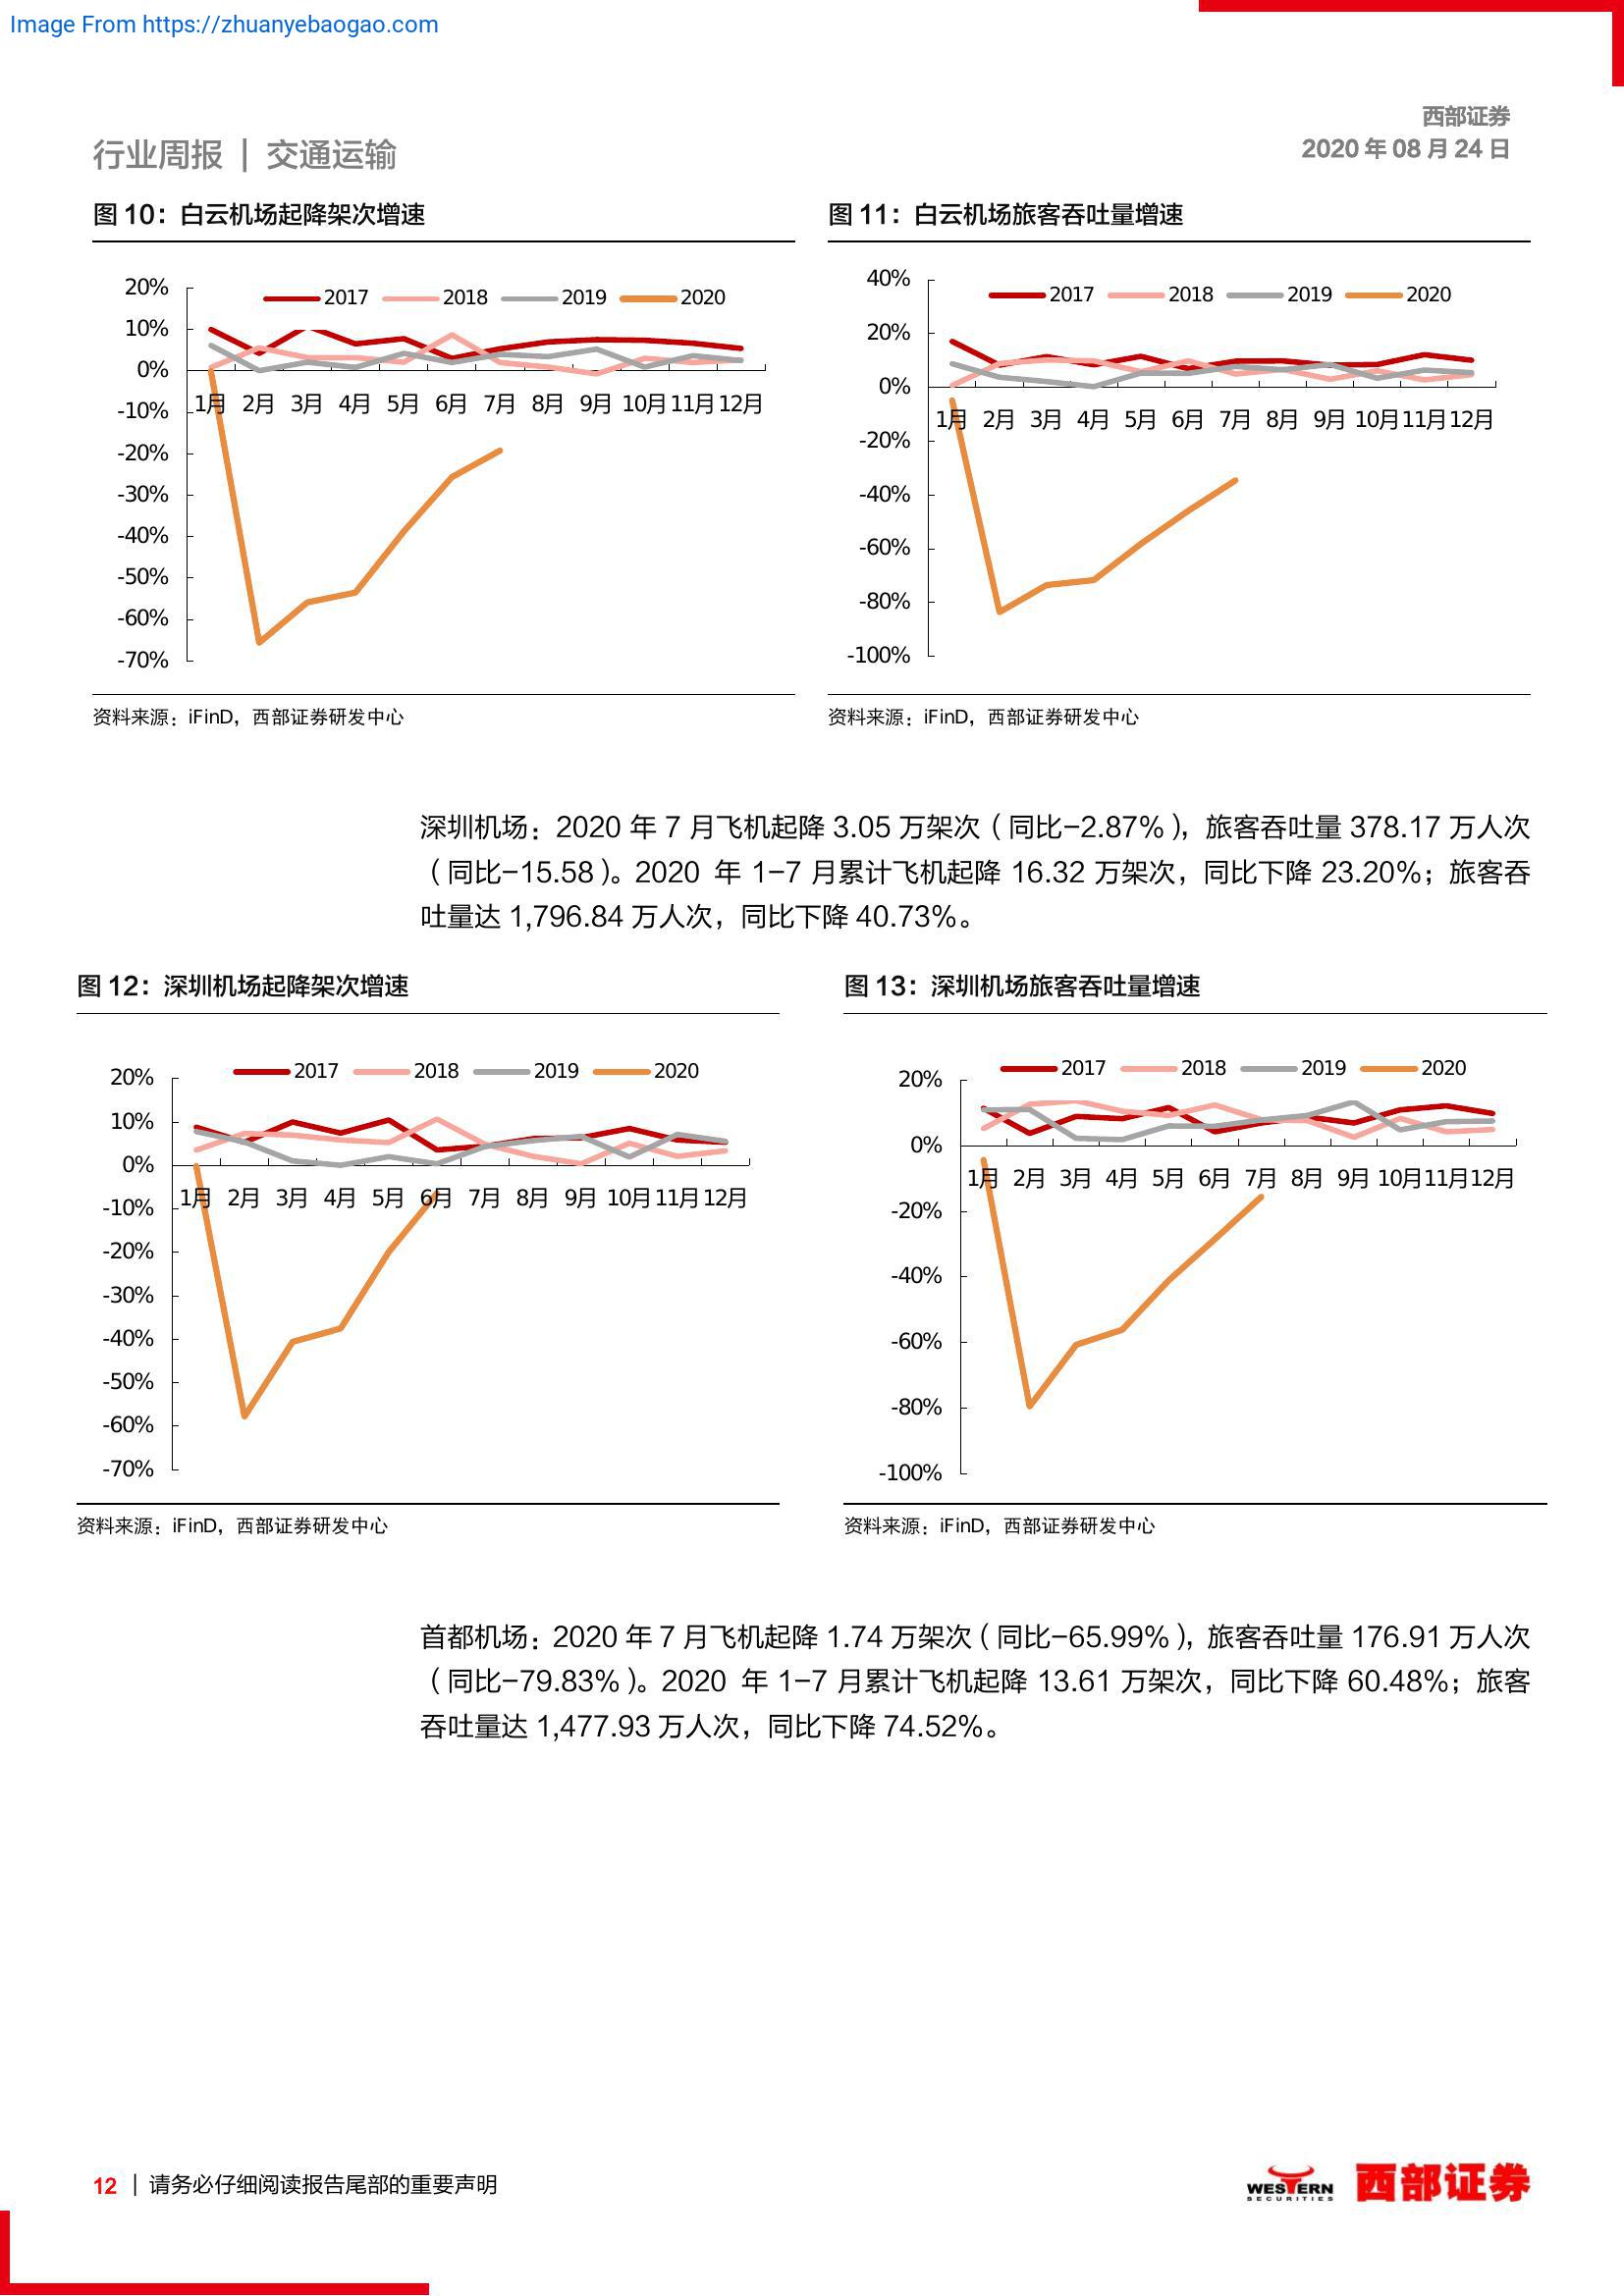 Image From https://zhuanyebaogao.com
西部证券
2020 年 08 月 24 日
行业周报 | 交通运输
图 10：白云机场起降架次增速
20%
10%
0%
-10%
-20%
-30%
-40%
-50%
-60%
-70%
2017 2018 2019 2020
1月 2月 3月 4月 5月 6月 7月 8月 9月 10月 11月 12月
资料来源：iFinD，西部证券研发中心
图 11：白云机场旅客吞吐量增速
40%
20%
0%
-20%
-40%
-60%
-80%
-100%
2017 2018 2019 2020
1月 2月 3月 4月 5月 6月 7月 8月 9月 10月 11月 12月
资料来源：iFinD，西部证券研发中心
深圳机场：2020 年 7 月飞机起降 3.05 万架次（同比-2.87%），旅客吞吐量 378.17 万人次
（同比-15.58）。2020 年 1-7 月累计飞机起降 16.32 万架次，同比下降 23.20%；旅客吞
吐量达 1,796.84 万人次，同比下降 40.73%。
图 12：深圳机场起降架次增速
20%
10%
0%
-10%
-20%
-30%
-40%
-50%
-60%
-70%
2017 2018 2019 2020
1月 2月 3月 4月 5月 6月 7月 8月 9月 10月 11月 12月
资料来源：iFinD，西部证券研发中心
图 13：深圳机场旅客吞吐量增速
20%
0%
-20%
-40%
-60%
-80%
-100%
2017 2018 2019 2020
1月 2月 3月 4月 5月 6月 7月 8月 9月 10月 11月 12月
资料来源：iFinD，西部证券研发中心
首都机场：2020 年 7 月飞机起降 1.74 万架次（同比-65.99%），旅客吞吐量 176.91 万人次
（同比-79.83%）。2020 年 1-7 月累计飞机起降 13.61 万架次，同比下降 60.48%；旅客
吞吐量达 1,477.93 万人次，同比下降 74.52%。
12 | 请务必仔细阅读报告尾部的重要声明
WESTERN
SECURITIES
西部证券